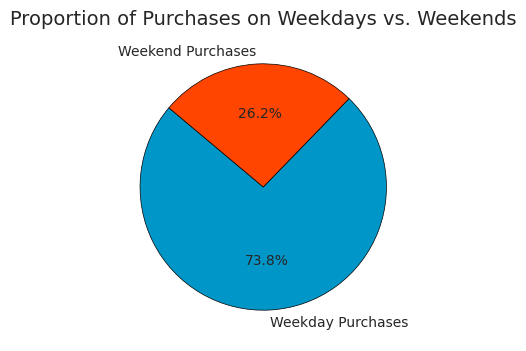 Proportion of Purchases on Weekdays vs. Weekends
Weekend Purchases
26.2%
73.8%
Weekday Purchases